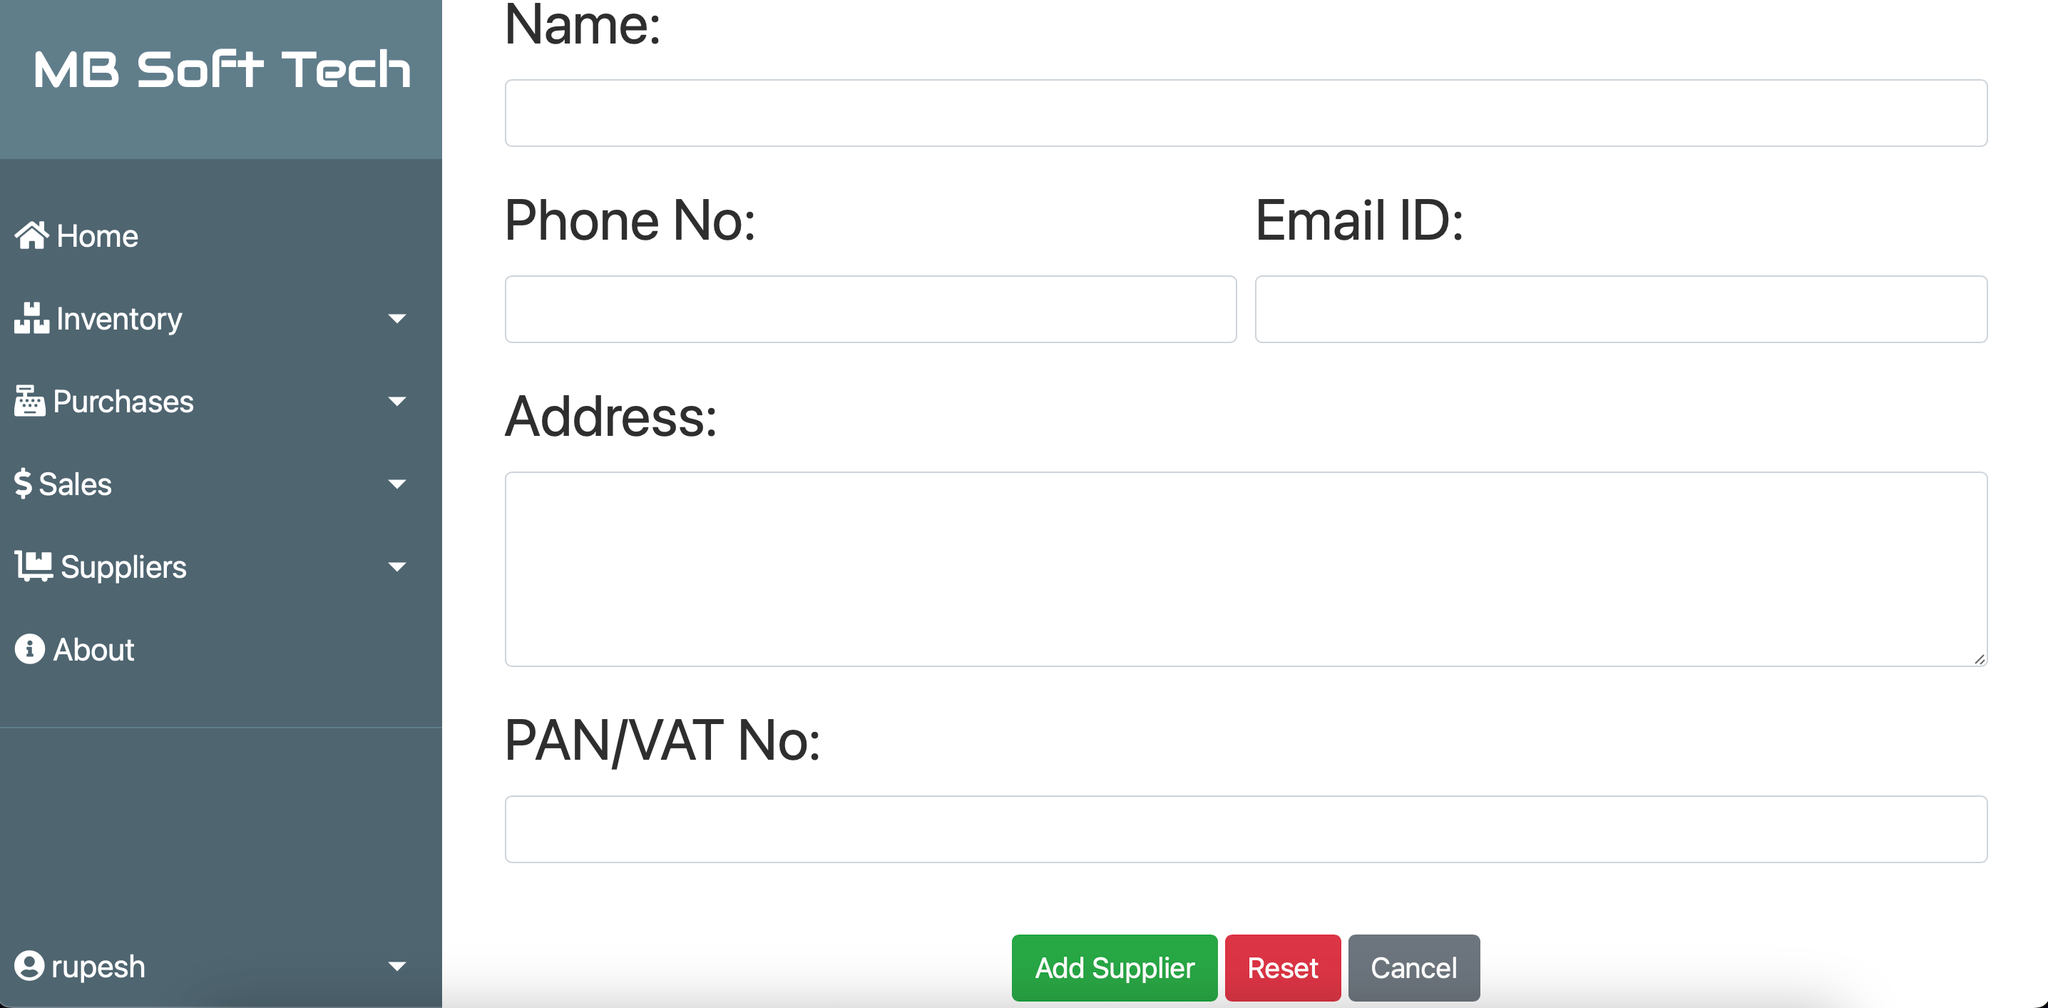 MB Soft Tech
Home
Inventory
Purchases
Sales
Suppliers
About
rupesh
Name:
Phone No:
Email ID:
Address:
PAN/VAT No:
Add Supplier
Reset
Cancel